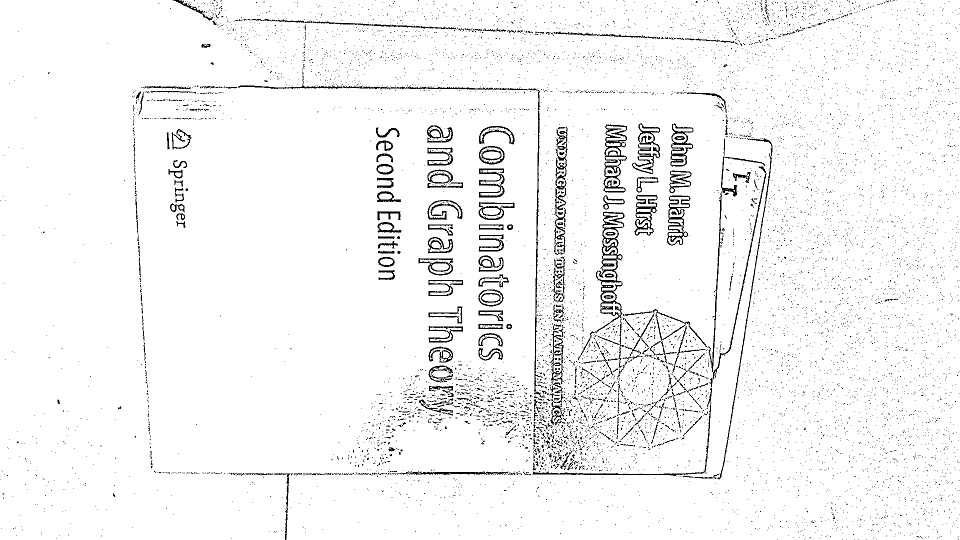 John M. Harris
Jeffry L. Hirst
Michael J. Mossinghoff
UNDERGRADUATE TEXTS IN MATHEMATICS
Combinatorics
and Graph Theory
Second Edition
Springer